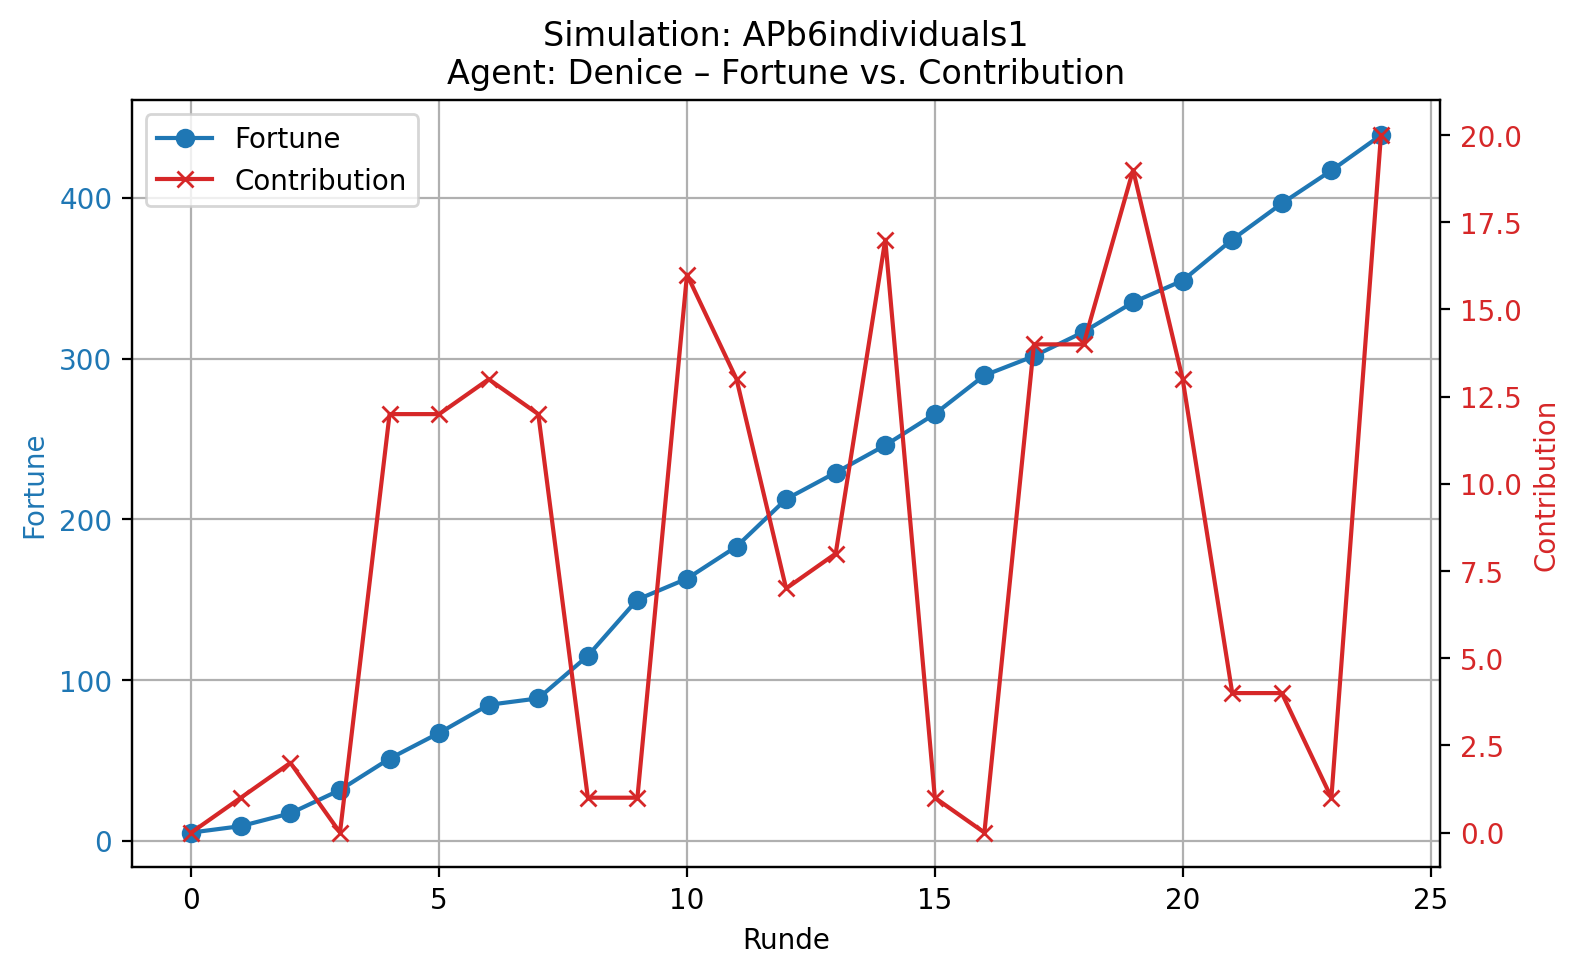 Simulation: APb6individuals1
Agent: Denice – Fortune vs. Contribution
Fortune
Contribution
400
300
200
100
0
Fortune
20.0
17.5
15.0
12.5
10.0
7.5
5.0
2.5
0.0
Contribution
0 5 10 15 20 25
Runde